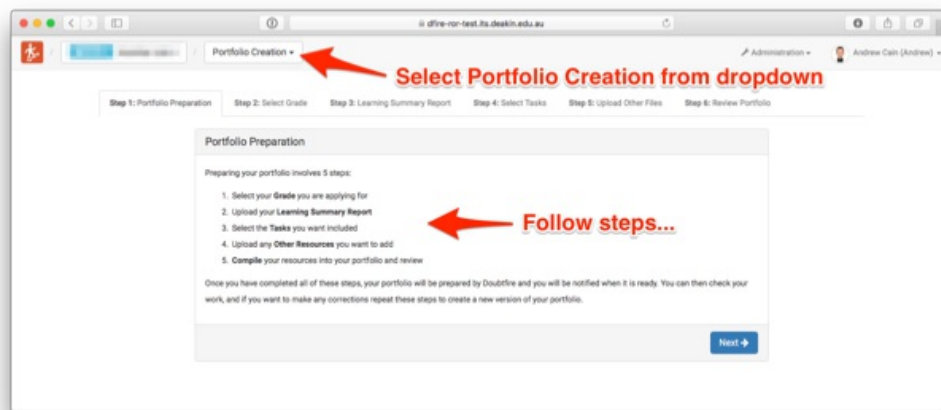 dfire-ror-test.its.deakin.edu.au
Portfolio Creation
Administration
Andrew Cain (Andrew)
Select Portfolio Creation from dropdown
Step 1: Portfolio Preparation Step 2: Select Grade Step 3: Learning Summary Report Step 4: Select Tasks Step 5: Upload Other Files Step 6: Review Portfolio
Portfolio Preparation
Preparing your portfolio involves 5 steps:
1. Select your Grade you are applying for
2. Upload your Learning Summary Report
3. Select the Tasks you want included
4. Upload any Other Resources you want to add
5. Compile your resources into your portfolio and review
Follow steps...
Once you have completed all of these steps, your portfolio will be prepared by Doubtfire and you will be notified when it is ready. You can then check your
work, and if you want to make any corrections repeat these steps to create a new version of your portfolio.
Next